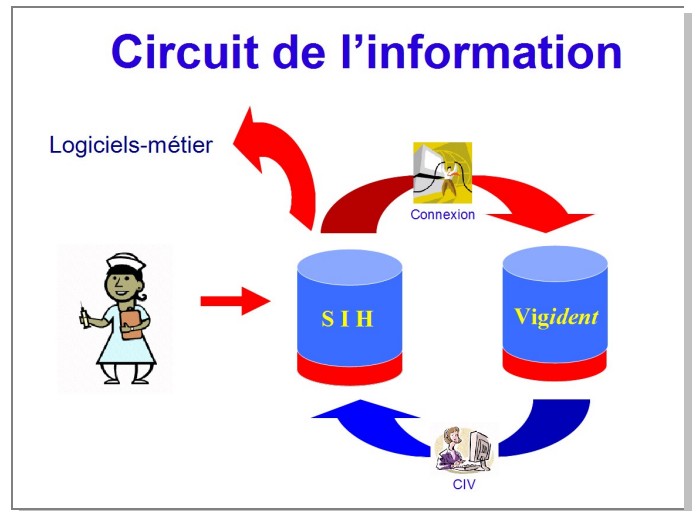 Circuit de l’information
Logiciels-métier
Connexion
S I H
Vigident
CIV